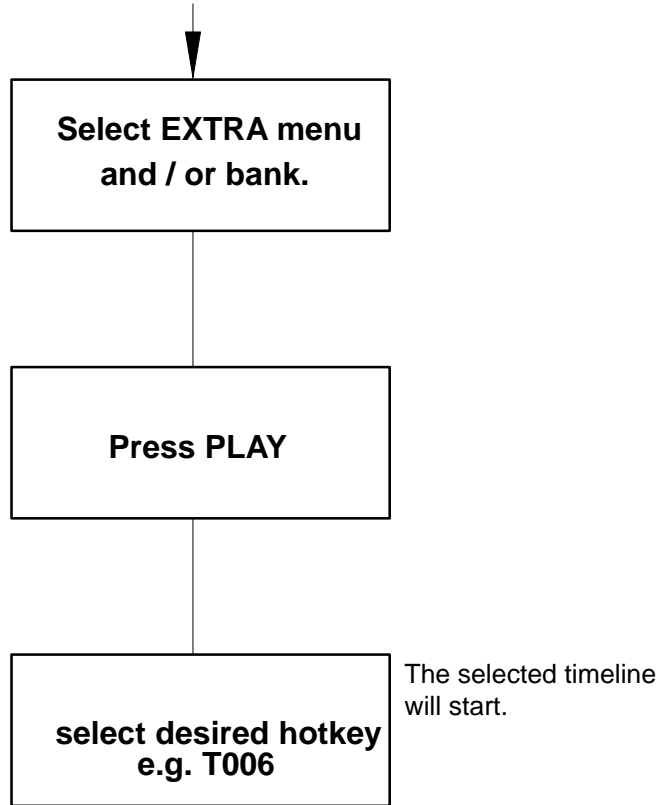 Select EXTRA menu
and / or bank.
Press PLAY
select desired hotkey
e.g. T006
The selected timeline
will start.